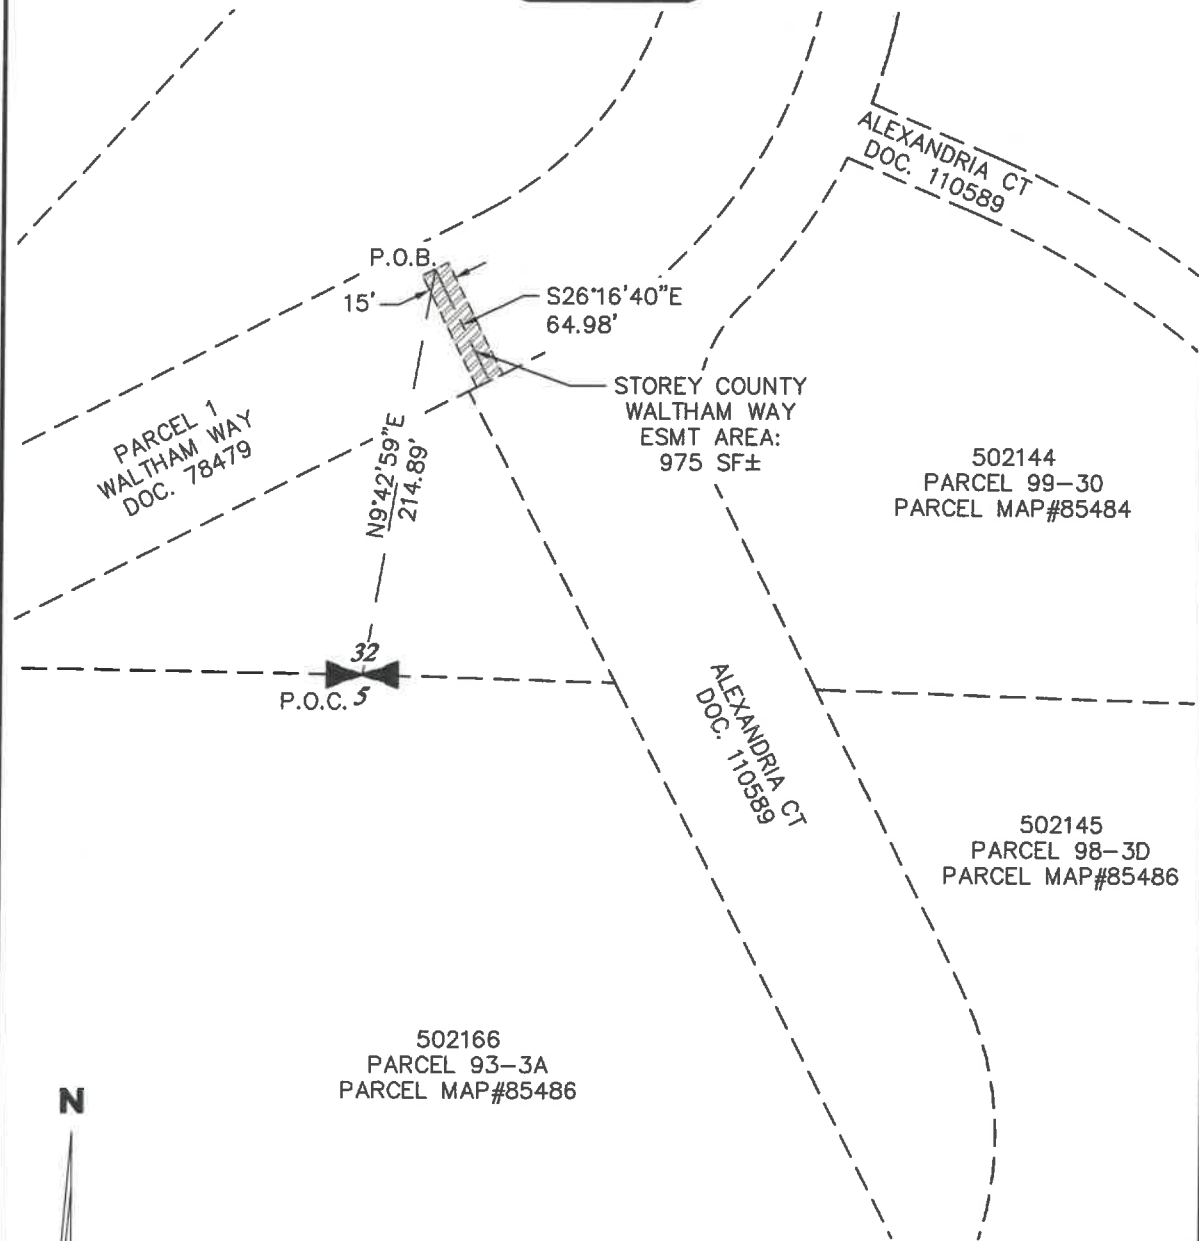 ALEXANDRIA CT
DOC. 110589
P.O.B.
15'
S26°16'40"E
64.98'
STOREY COUNTY
WALTHAM WAY
ESMT AREA:
975 SF±
PARCEL 1
WALTHAM WAY
DOC. 78479
N9°42'59"E
214.89'
502144
PARCEL 99-30
PARCEL MAP#85484
32
P.O.C. 5
ALEXANDRIA CT
DOC. 110589
502145
PARCEL 98-3D
PARCEL MAP#85486
502166
PARCEL 93-3A
PARCEL MAP#85486
N